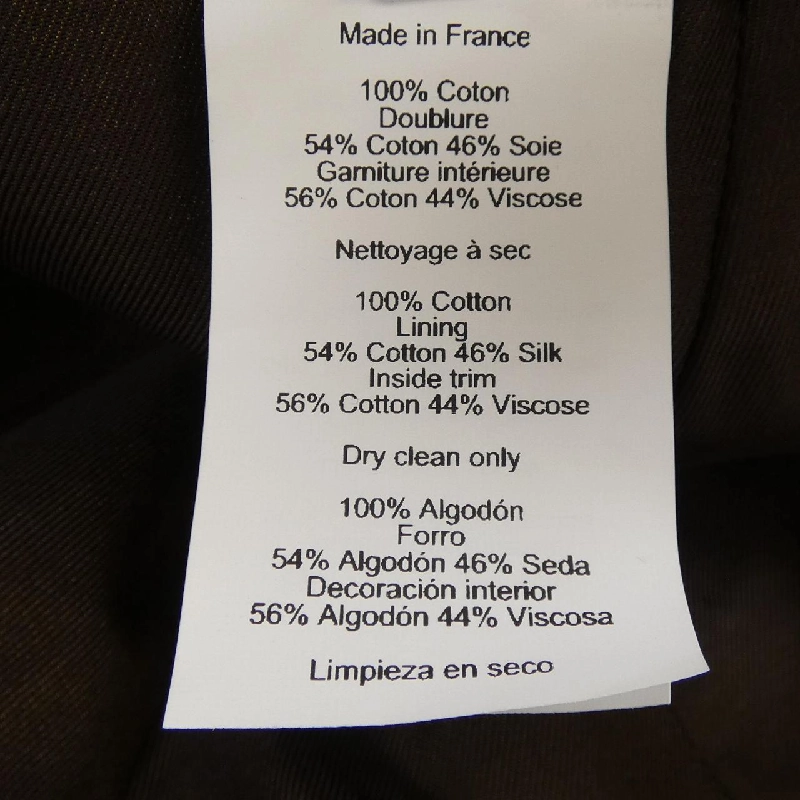 Made in France
100% Coton
Doublure
54% Coton 46% Soie
Garniture intérieure
56% Coton 44% Viscose
Nettoyage à sec
100% Cotton
Lining
54% Cotton 46% Silk
Inside trim
56% Cotton 44% Viscose
Dry clean only
100% Algodón
Forro
54% Algodón 46% Seda
Decoración interior
56% Algodón 44% Viscosa
Limpieza en seco